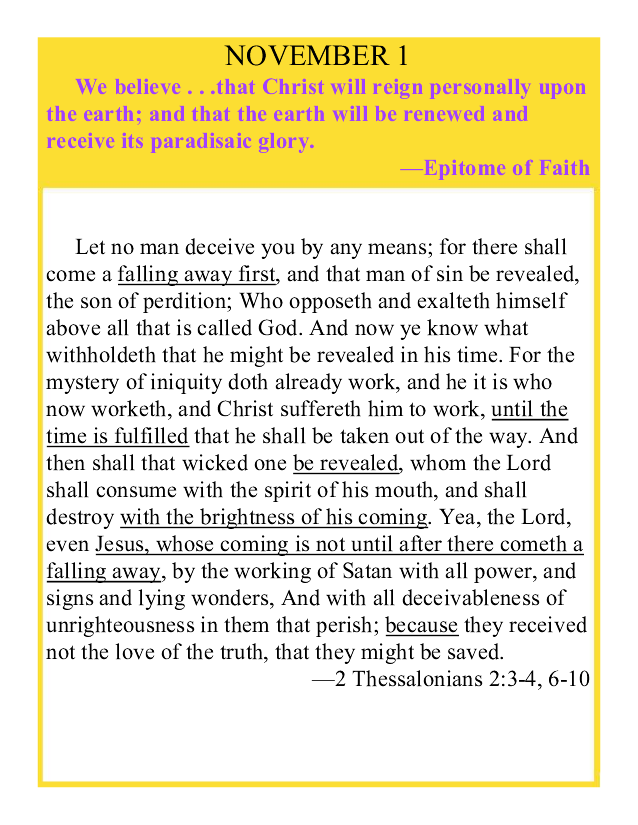 NOVEMBER 1
We believe . . .that Christ will reign personally upon
the earth; and that the earth will be renewed and
receive its paradisaic glory.
—Epitome of Faith
Let no man deceive you by any means; for there shall
come a falling away first, and that man of sin be revealed,
the son of perdition; Who opposeth and exalteth himself
above all that is called God. And now ye know what
withholdeth that he might be revealed in his time. For the
mystery of iniquity doth already work, and he it is who
now worketh, and Christ suffereth him to work, until the
time is fulfilled that he shall be taken out of the way. And
then shall that wicked one be revealed, whom the Lord
shall consume with the spirit of his mouth, and shall
destroy with the brightness of his coming. Yea, the Lord,
even Jesus, whose coming is not until after there cometh a
falling away, by the working of Satan with all power, and
signs and lying wonders, And with all deceivableness of
unrighteousness in them that perish; because they received
not the love of the truth, that they might be saved.
—2 Thessalonians 2:3-4, 6-10